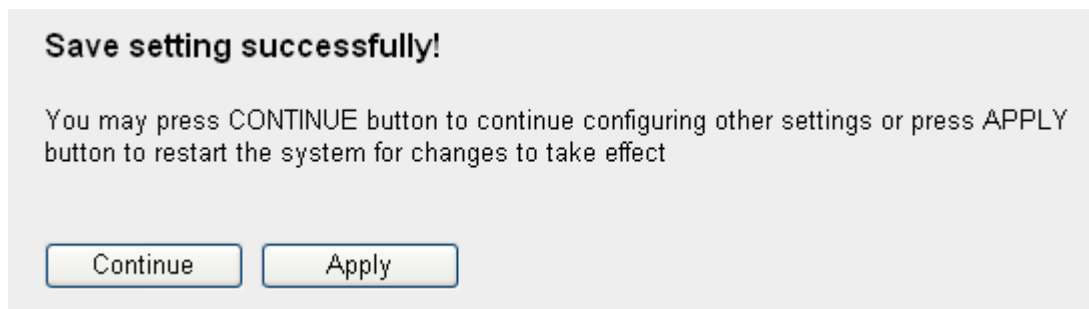 Save setting successfully!
You may press CONTINUE button to continue configuring other settings or press APPLY
button to restart the system for changes to take effect
Continue
Apply